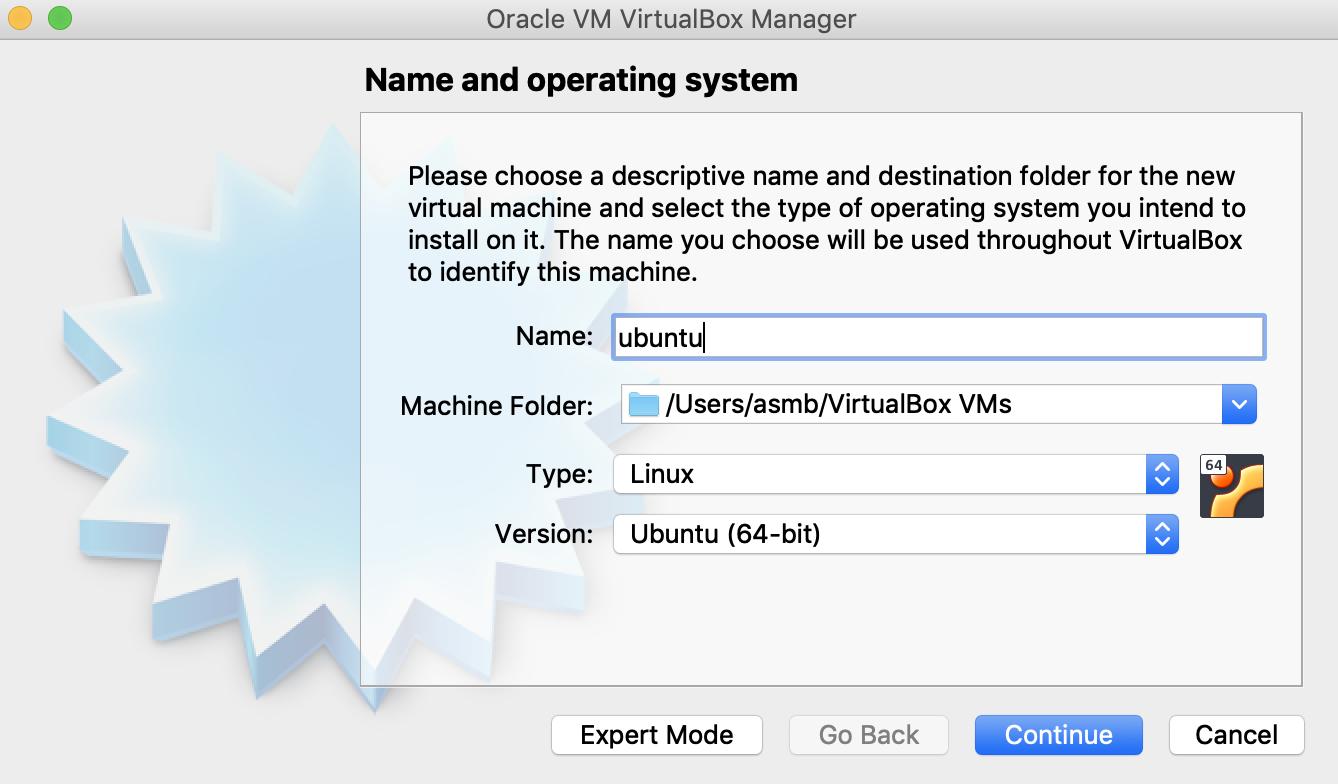 Oracle VM VirtualBox Manager
Name and operating system
Please choose a descriptive name and destination folder for the new
virtual machine and select the type of operating system you intend to
install on it. The name you choose will be used throughout VirtualBox
to identify this machine.
Name: ubuntu
Machine Folder: /Users/asmb/VirtualBox VMs
Type: Linux
64
Version: Ubuntu (64-bit)
Expert Mode Go Back Continue Cancel